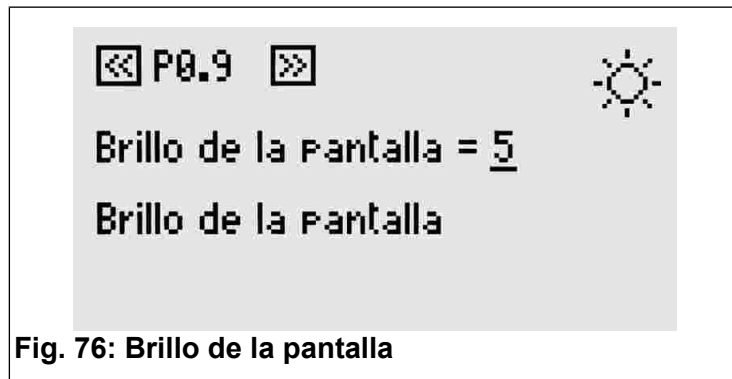 « P0.9 »
Brillo de la pantalla = 5
Brillo de la pantalla
Fig. 76: Brillo de la pantalla